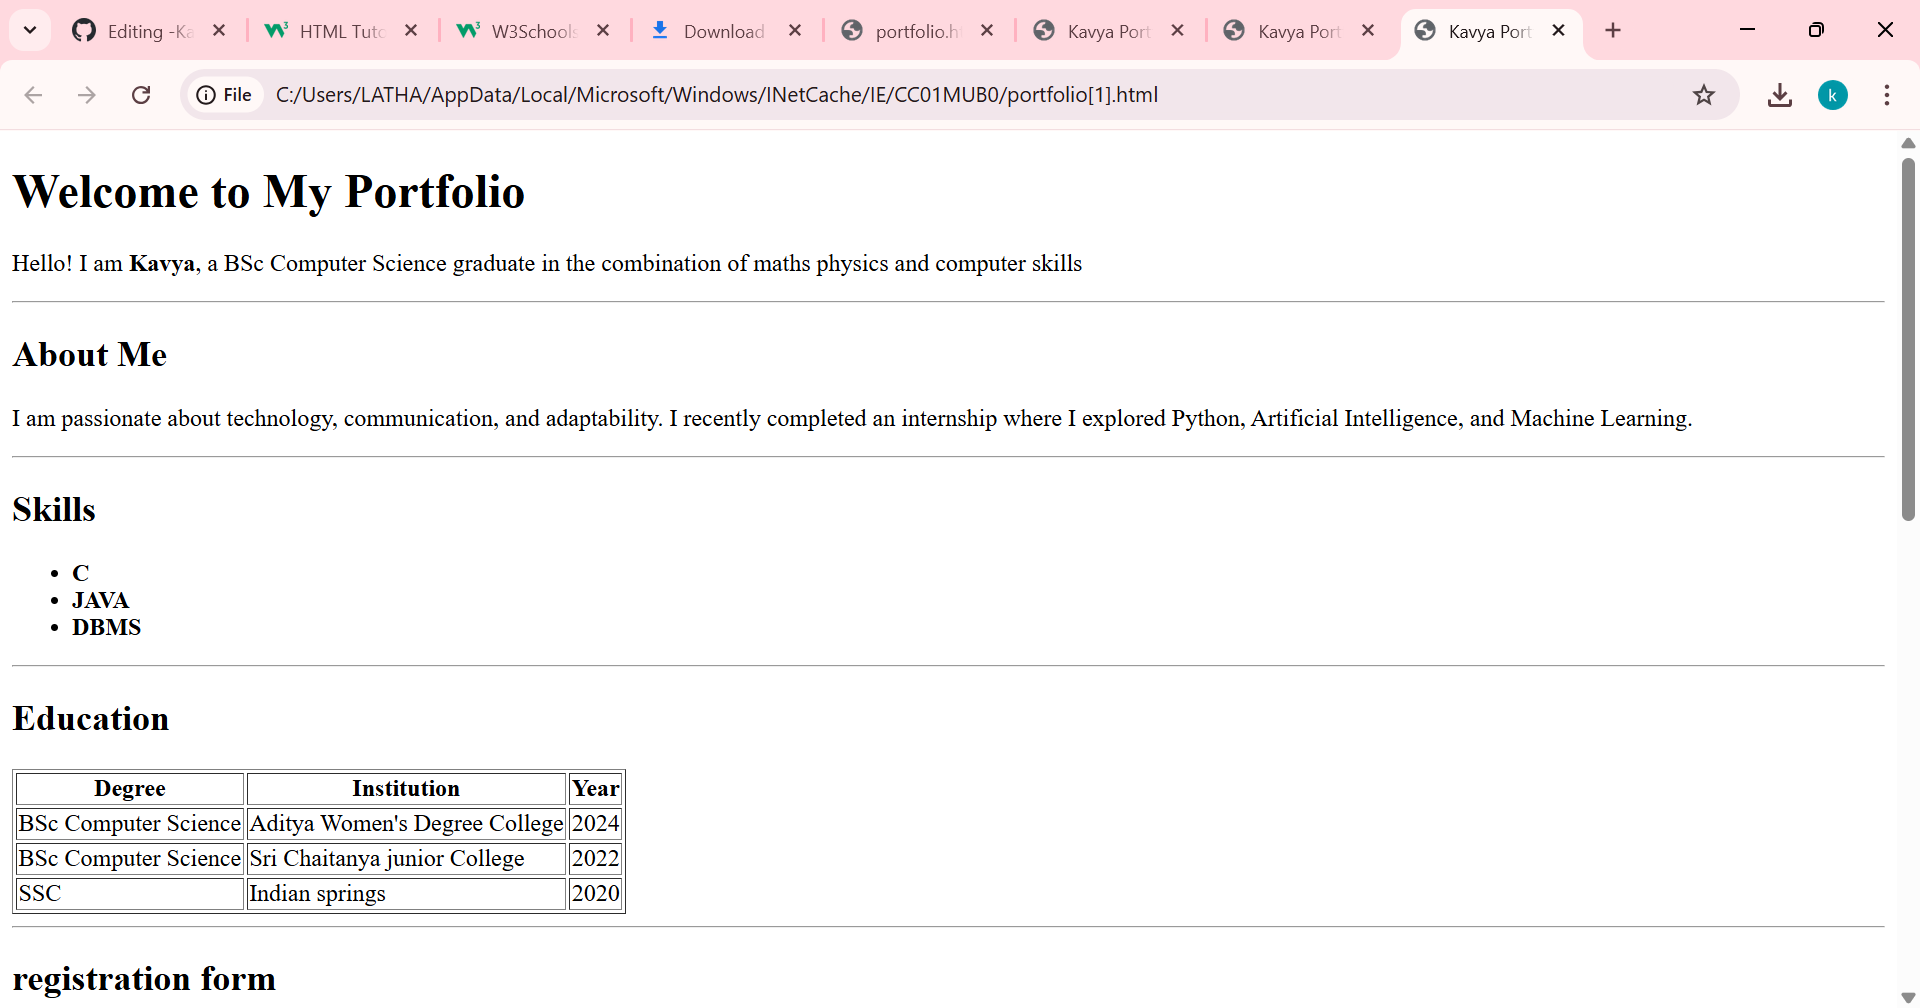 Editing -Ka
HTML Tuto
W3Schools
Download
portfolio.h
Kavya Port
Kavya Port
Kavya Port
File
C:/Users/LATHA/AppData/Local/Microsoft/Windows/INetCache/IE/CC01MUB0/portfolio[1].html
k
Welcome to My Portfolio
Hello! I am Kavya, a BSc Computer Science graduate in the combination of maths physics and computer skills
About Me
I am passionate about technology, communication, and adaptability. I recently completed an internship where I explored Python, Artificial Intelligence, and Machine Learning.
Skills
• C
• JAVA
• DBMS
Education
Degree Institution Year
BSc Computer Science Aditya Women's Degree College 2024
BSc Computer Science Sri Chaitanya junior College 2022
SSC Indian springs 2020
registration form